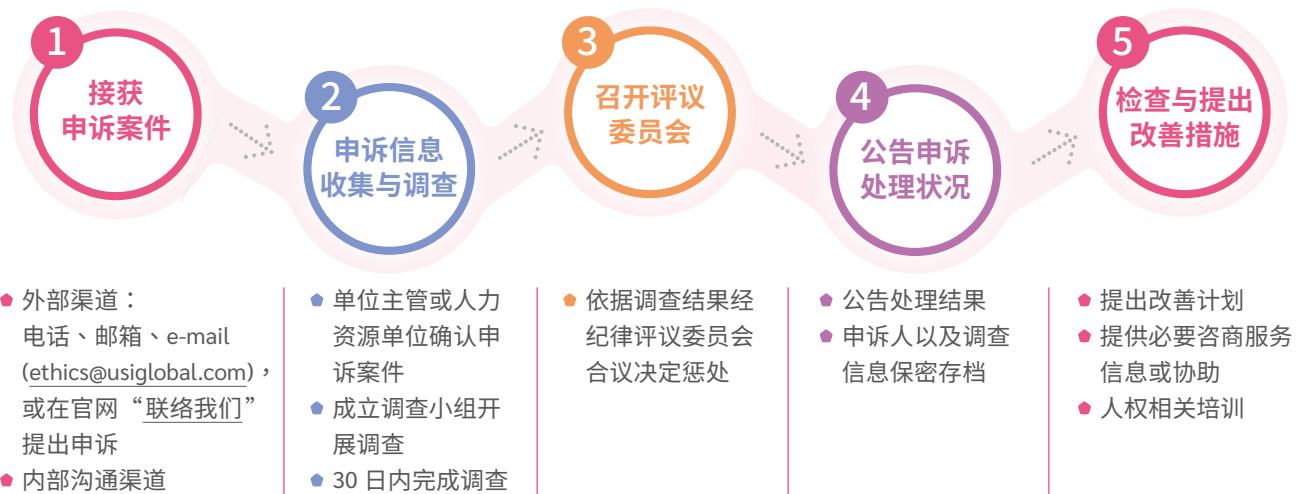 1
接获
申诉案件
2
申诉信息
收集与调查
3
召开评议
委员会
4
公告申诉
处理状况
5
检查与提出
改善措施
外部渠道：
电话、邮箱、e-mail
(ethics@usiglobal.com)，
或在官网“联络我们”
提出申诉
内部沟通渠道
单位主管或人力
资源单位确认申
诉案件
成立调查小组开
展调查
30 日内完成调查
依据调查结果经
纪律评议委员会
合议决定惩处
公告处理结果
申诉人以及调查
信息保密存档
提出改善计划
提供必要咨商服务
信息或协助
人权相关培训